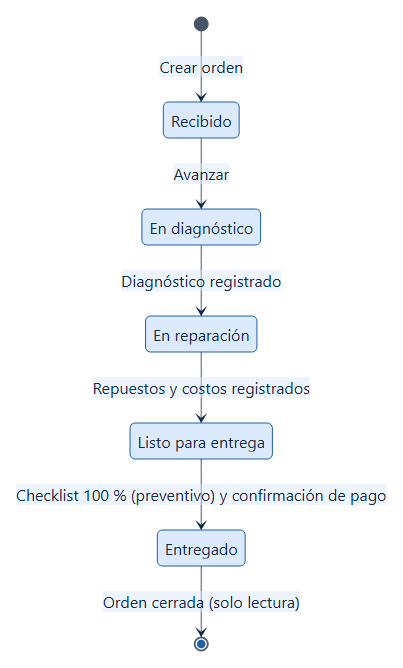 Crear orden
Recibido
Avanzar
En diagnóstico
Diagnóstico registrado
En reparación
Repuestos y costos registrados
Listo para entrega
Checklist 100 % (preventivo) y confirmación de pago
Entregado
Orden cerrada (solo lectura)